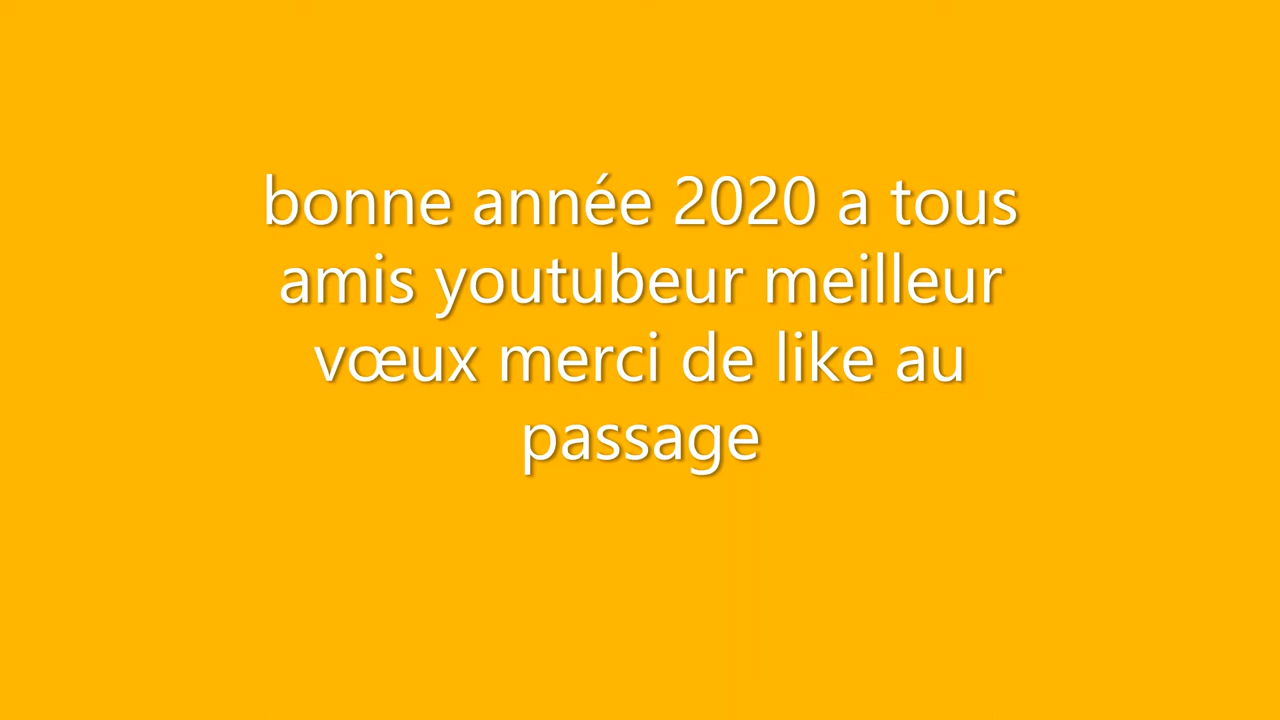 bonne année 2020 a tous
amis youtubeur meilleur
vœux merci de like au
passage